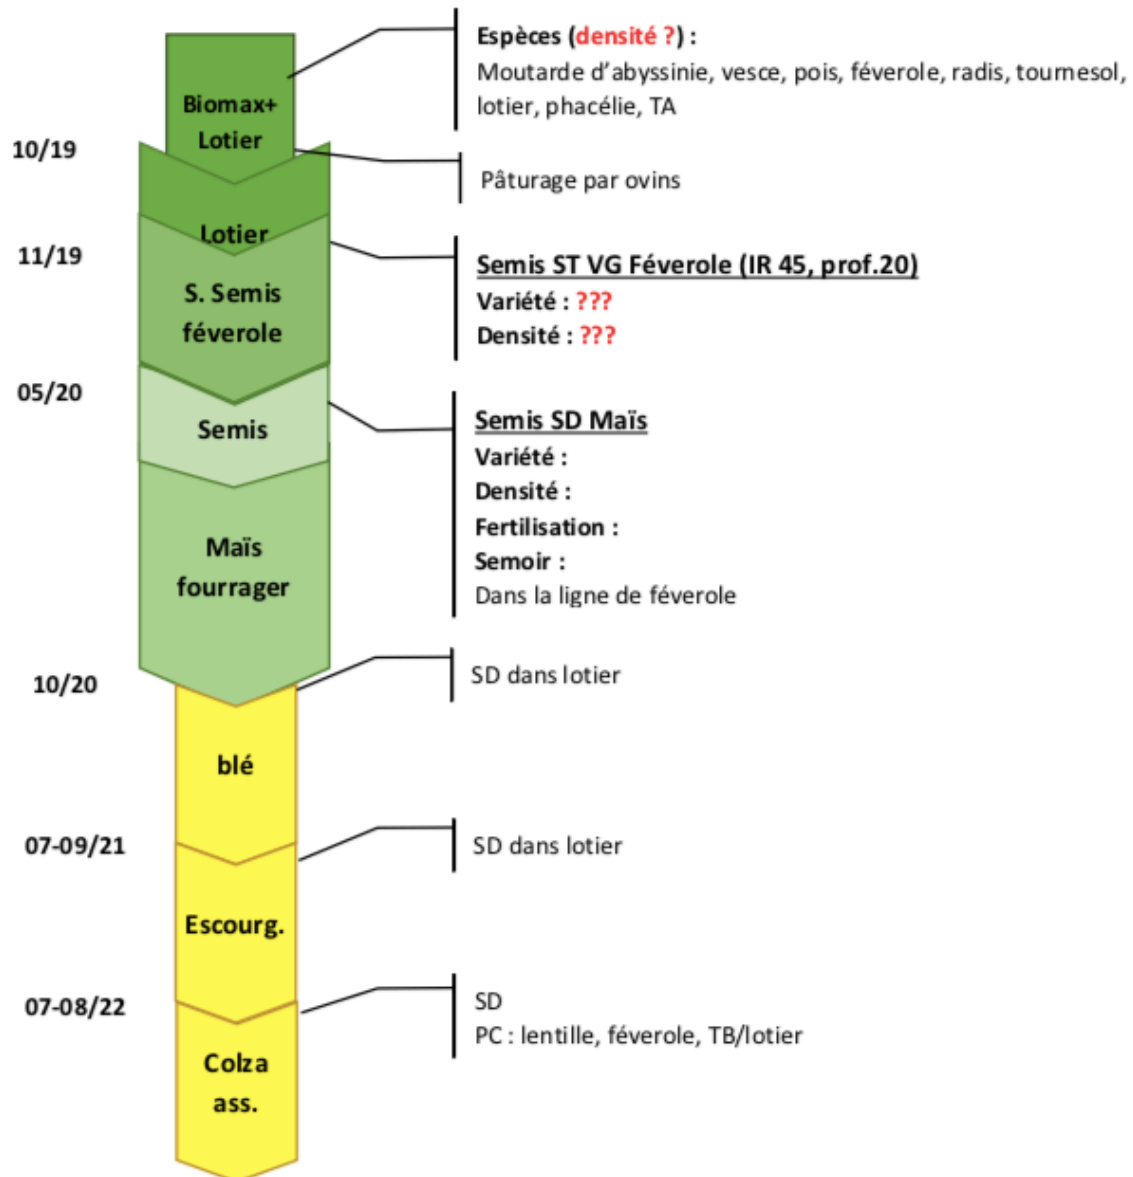 Espèces (densité ?) :
Moutarde d'abyssinie, vesce, pois, féverole, radis, tournesol,
lotier, phacélie, TA
Biomax+
Lotier
10/19
Pâturage par ovins
Lotier
11/19
Semis ST VG Féverole (IR 45, prof.20)
Variété : ???
Densité : ???
S. Semis
féverole
05/20
Semis
Semis SD Maïs
Variété :
Densité :
Fertilisation :
Semoir :
Dans la ligne de féverole
Maïs
fourrager
10/20
SD dans lotier
blé
07-09/21
SD dans lotier
Escourg.
07-08/22
SD
PC : lentille, féverole, TB/lotier
Colza
ass.